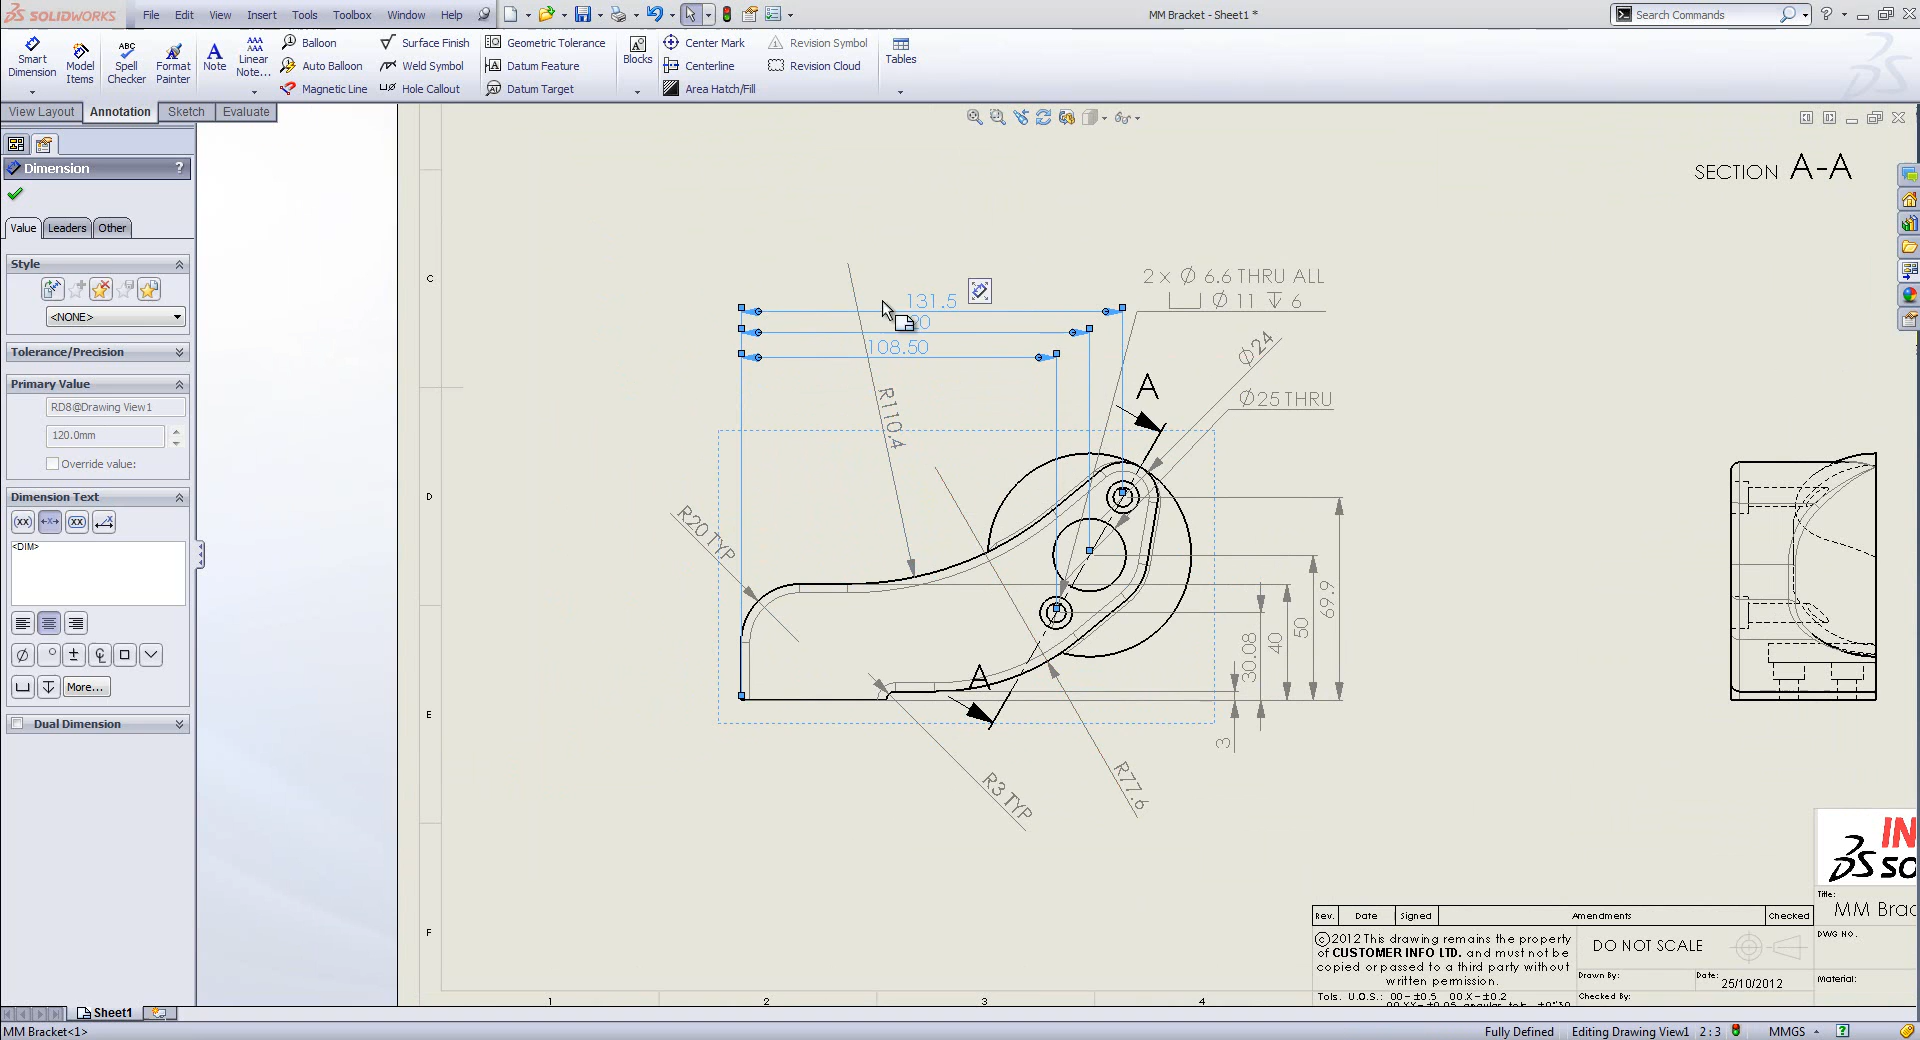 SOLIDWORKS
File Edit View Insert Tools Toolbox Window Help
MM Bracket - Sheet1 *
Search Commands
Smart Dimension
Model Items
Spell Checker
Format Painter
Note
Linear Note...
Balloon
Auto Balloon
Magnetic Line
Surface Finish
Weld Symbol
Hole Callout
Geometric Tolerance
Datum Feature
Datum Target
Blocks
Center Mark
Centerline
Area Hatch/Fill
Revision Symbol
Revision Cloud
Tables
View Layout Annotation Sketch Evaluate
Dimension ?
Value Leaders Other
Style
<NONE>
Tolerance/Precision
Primary Value
RD8@Drawing View1
120.0mm
Override value:
Dimension Text
<DIM>
More...
Dual Dimension
SECTION A-A
C
D
E
F
131.5
108.50
2 x Ø 6.6 THRU ALL
⌴ Ø 11 ↧ 6
Ø24
Ø25 THRU
A
R110.4
R20 TYP
A
R3 TYP
R77.6
3
30.08
40
50
69.9
1 2 3 4
Rev. Date Signed Amendments Checked
©2012 This drawing remains the property
of CUSTOMER INFO LTD. and must not be
copied or passed to a third party without
written permission.
DO NOT SCALE
Drawn By:
Date:
25/10/2012
Checked By:
Title:
MM Brac
DWG NO.
Material:
IN
SO
Tols. U.O.S.: 00 - ±0.5 00.X - ±0.2
Sheet1
MM Bracket<1>
Fully Defined Editing Drawing View1 2 : 3 MMGS